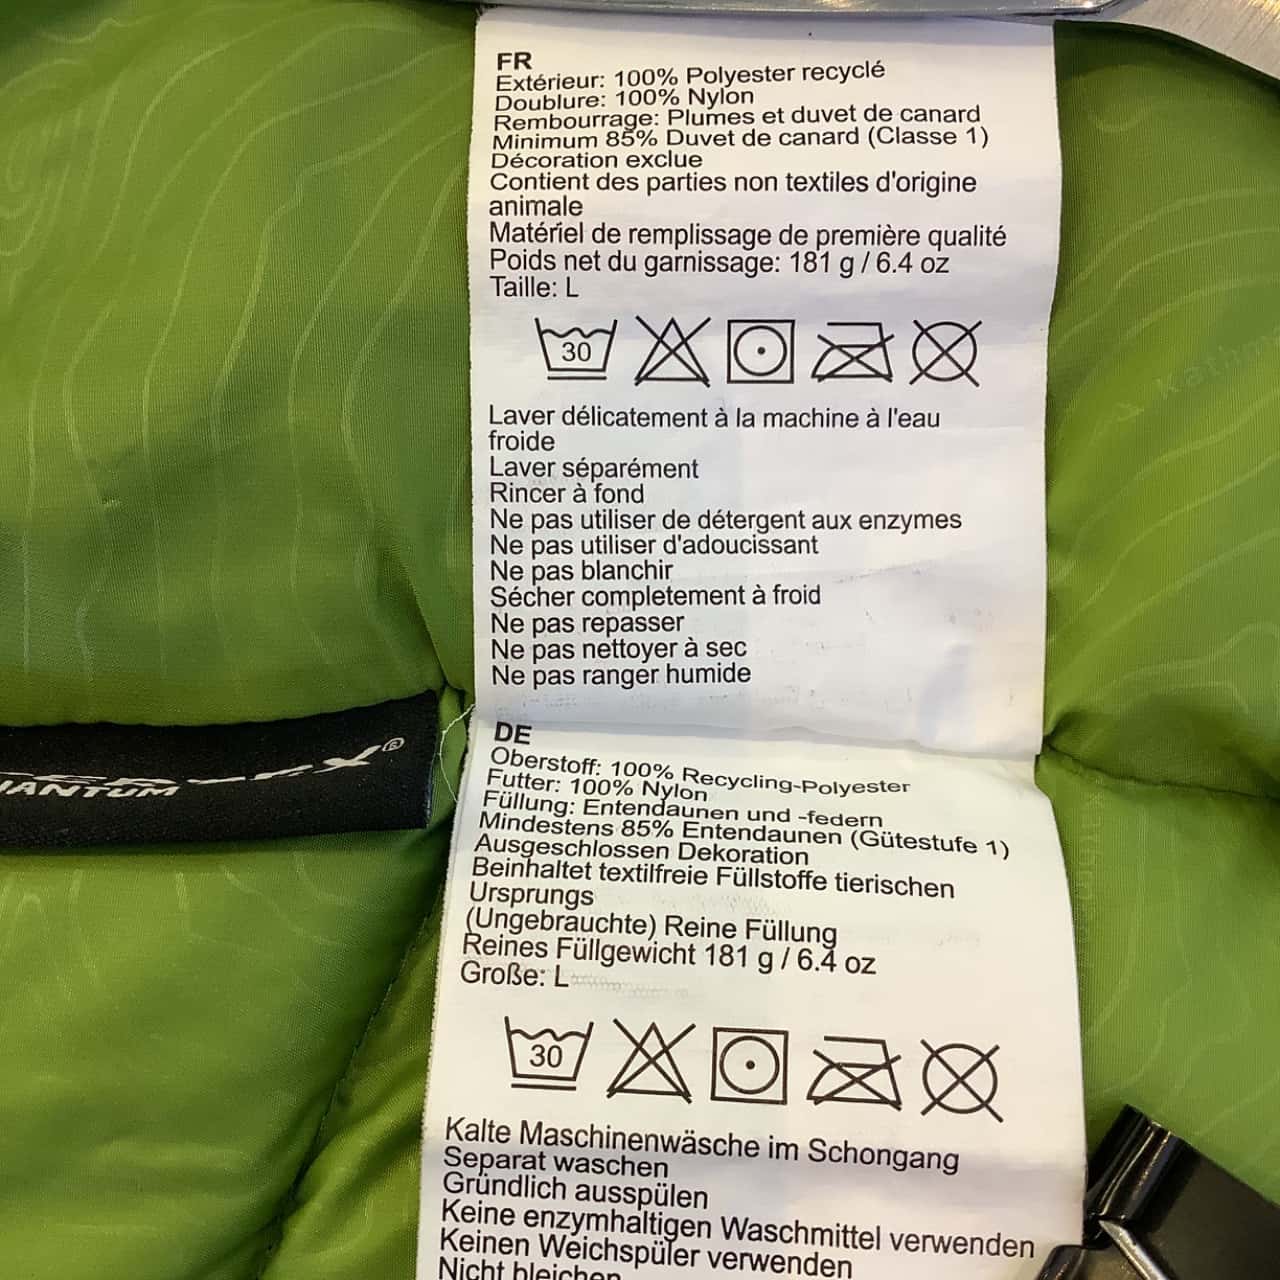 FR
Extérieur: 100% Polyester recyclé
Doublure: 100% Nylon
Rembourrage: Plumes et duvet de canard
Minimum 85% Duvet de canard (Classe 1)
Décoration exclue
Contient des parties non textiles d'origine
animale
Matériel de remplissage de première qualité
Poids net du garnissage: 181 g / 6.4 oz
Taille: L
30
Laver délicatement à la machine à l'eau
froide
Laver séparément
Rincer à fond
Ne pas utiliser de détergent aux enzymes
Ne pas utiliser d'adoucissant
Ne pas blanchir
Sécher completement à froid
Ne pas repasser
Ne pas nettoyer à sec
Ne pas ranger humide
DE
Oberstoff: 100% Recycling-Polyester
Futter: 100% Nylon
Füllung: Entendaunen und -federn
Mindestens 85% Entendaunen (Gütestufe 1)
Ausgeschlossen Dekoration
Beinhaltet textilfreie Füllstoffe tierischen
Ursprungs
(Ungebrauchte) Reine Füllung
Reines Füllgewicht 181 g / 6.4 oz
Große: L
30
Kalte Maschinenwäsche im Schongang
Separat waschen
Gründlich ausspülen
Keine enzymhaltigen Waschmittel verwenden
Keinen Weichspüler verwenden
Nicht bleichen